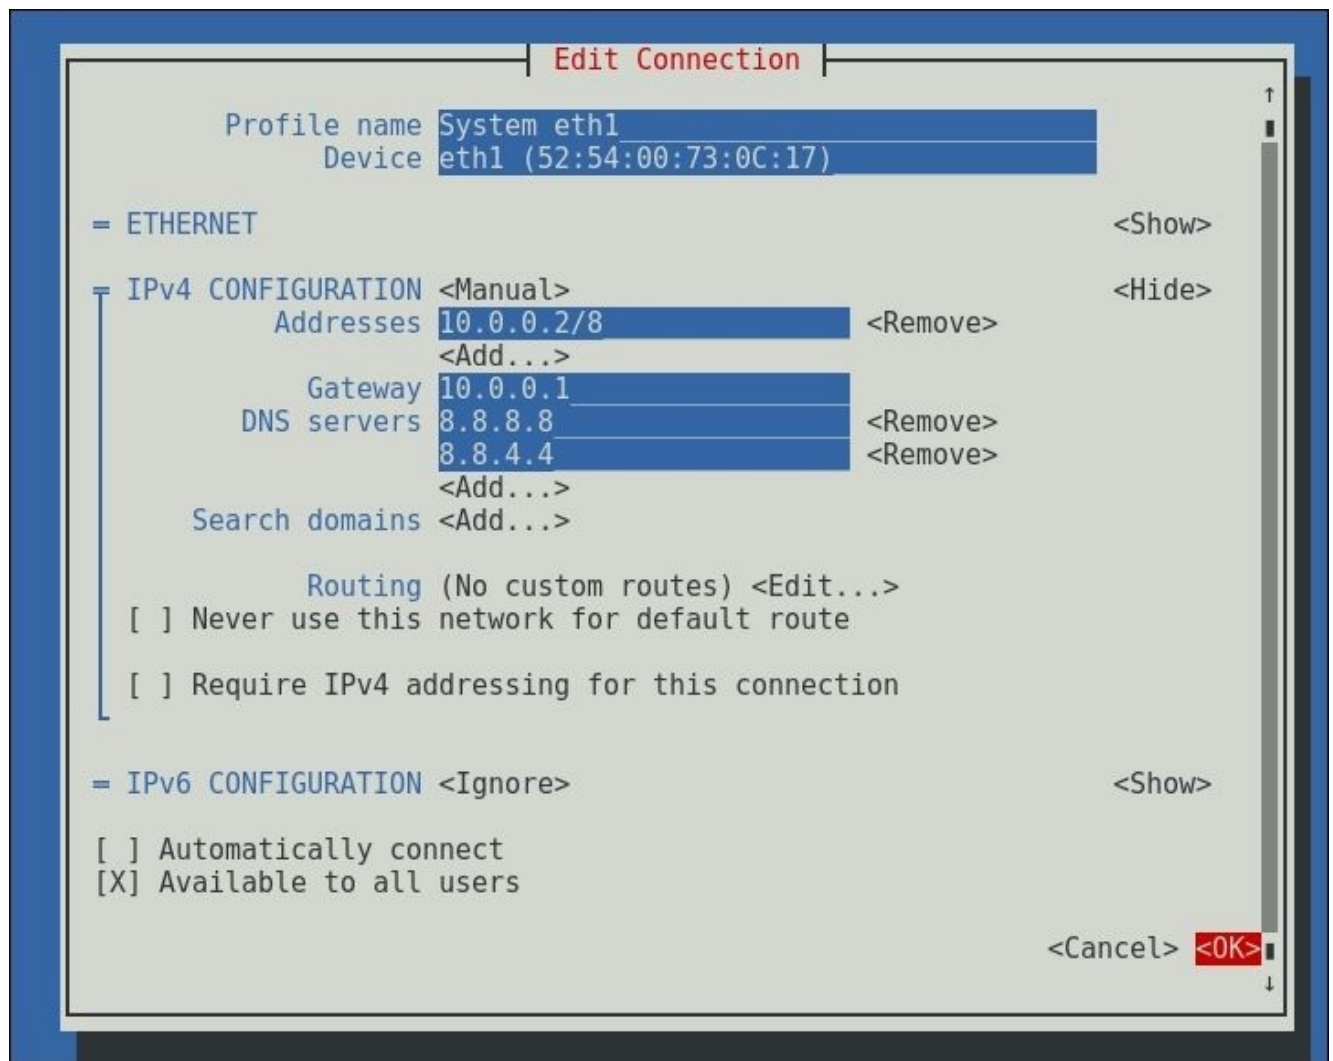 Edit Connection
Profile name System eth1
Device eth1 (52:54:00:73:0C:17)
= ETHERNET <Show>
= IPv4 CONFIGURATION <Manual> <Hide>
Addresses 10.0.0.2/8 <Remove>
<Add...>
Gateway 10.0.0.1
DNS servers 8.8.8.8 <Remove>
8.8.4.4 <Remove>
<Add...>
Search domains <Add...>
Routing (No custom routes) <Edit...>
[ ] Never use this network for default route
[ ] Require IPv4 addressing for this connection
= IPv6 CONFIGURATION <Ignore> <Show>
[ ] Automatically connect
[X] Available to all users
<Cancel> <OK>